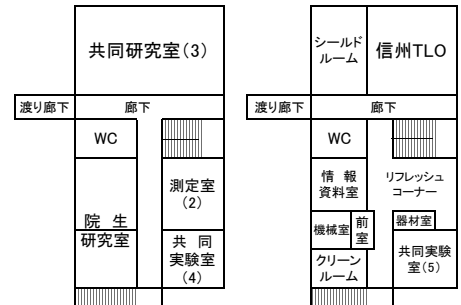 共同研究室(3)
渡り廊下
廊下
WC
測定室
(2)
院 生
研究室
共 同
実験室
(4)
シールド
ルーム
信州TLO
渡り廊下
廊下
WC
情 報
資料室
リフレッシュ
コーナー
機械室
前
室
器材室
クリーン
ルーム
共同実験
室(5)